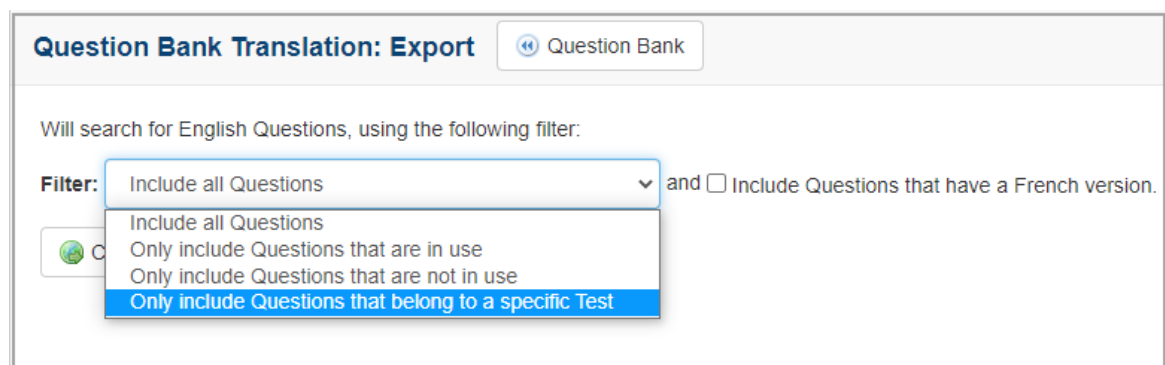 Question Bank Translation: Export
Question Bank
Will search for English Questions, using the following filter:
Filter: Include all Questions and Include Questions that have a French version.
Include all Questions
Only include Questions that are in use
Only include Questions that are not in use
Only include Questions that belong to a specific Test